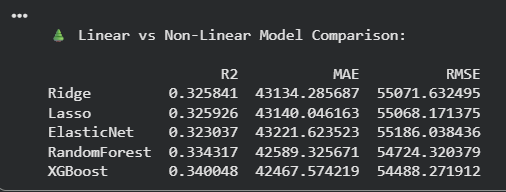 •••
🌲 Linear vs Non-Linear Model Comparison:
R2 MAE RMSE
Ridge 0.325841 43134.285687 55071.632495
Lasso 0.325926 43140.046163 55068.171375
ElasticNet 0.323037 43221.623523 55186.038436
RandomForest 0.334317 42589.325671 54724.320379
XGBoost 0.340048 42467.574219 54488.271912